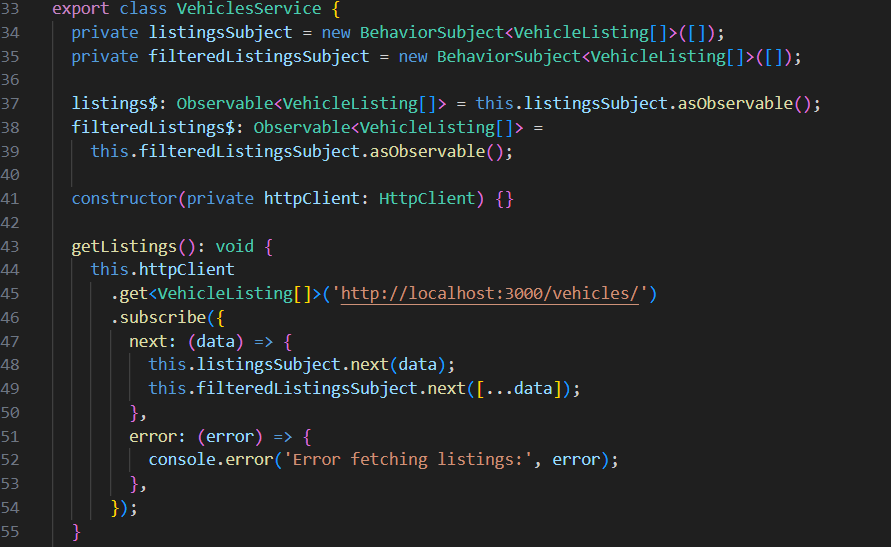 33 export class VehiclesService {
34   private listingsSubject = new BehaviorSubject<VehicleListing[]>([]);
35   private filteredListingsSubject = new BehaviorSubject<VehicleListing[]>([]);
36
37   listings$: Observable<VehicleListing[]> = this.listingsSubject.asObservable();
38   filteredListings$: Observable<VehicleListing[]> =
39     this.filteredListingsSubject.asObservable();
40
41   constructor(private httpClient: HttpClient) {}
42
43   getListings(): void {
44     this.httpClient
45       .get<VehicleListing[]>('http://localhost:3000/vehicles/')
46       .subscribe({
47         next: (data) => {
48           this.listingsSubject.next(data);
49           this.filteredListingsSubject.next([...data]);
50         },
51         error: (error) => {
52           console.error('Error fetching listings:', error);
53         },
54       });
55   }